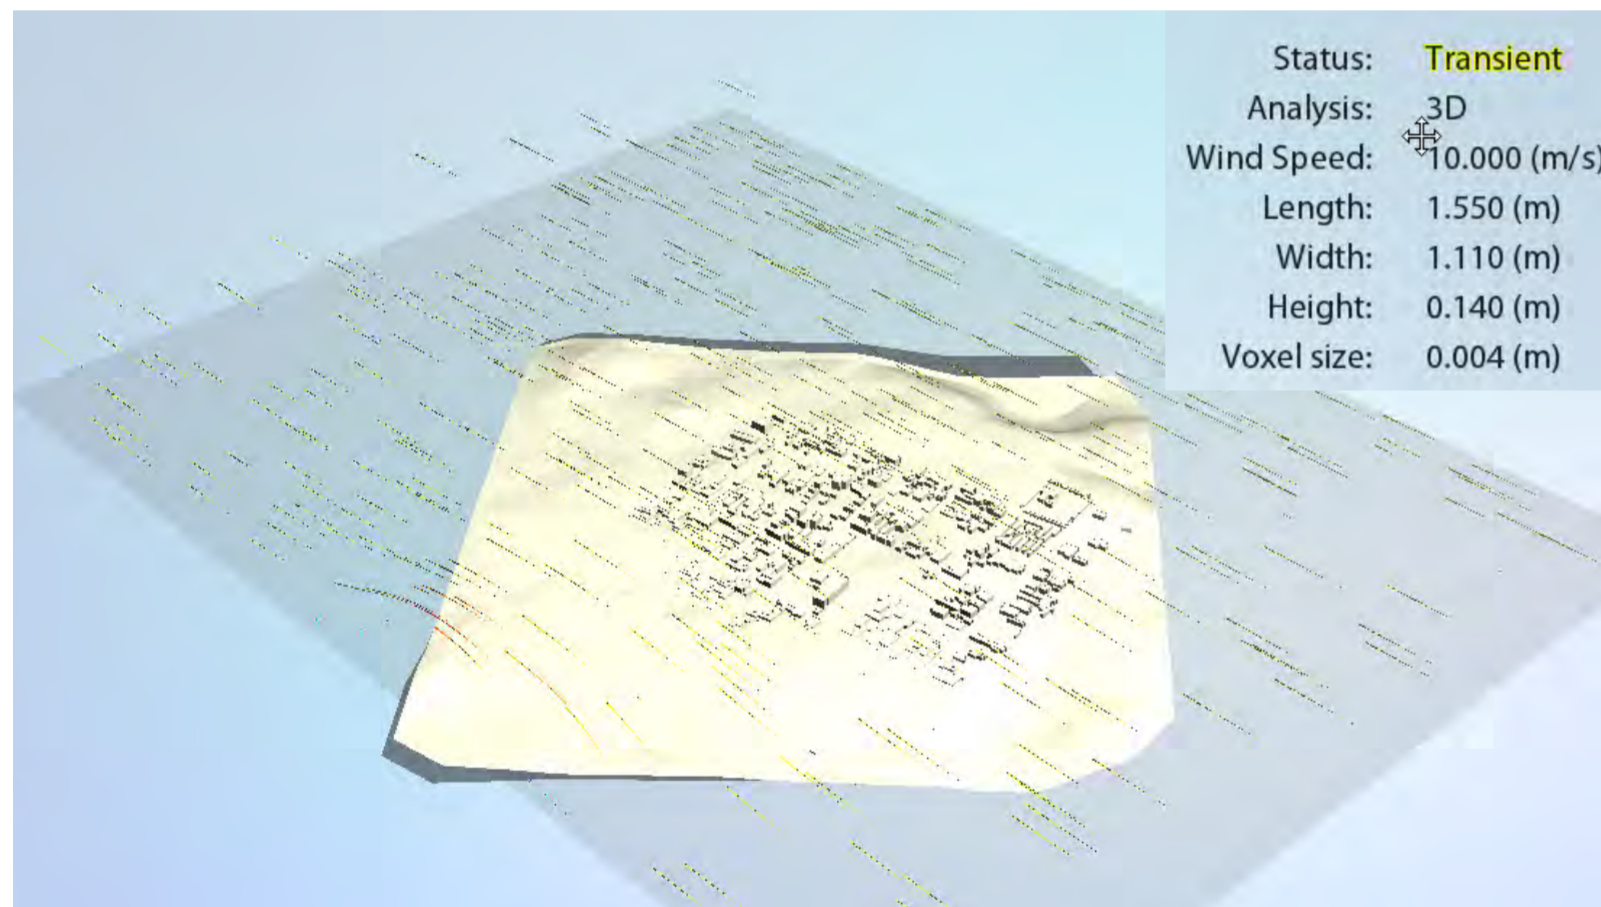 Status: Transient
Analysis: 3D
Wind Speed: 10.000 (m/s)
Length: 1.550 (m)
Width: 1.110 (m)
Height: 0.140 (m)
Voxel size: 0.004 (m)